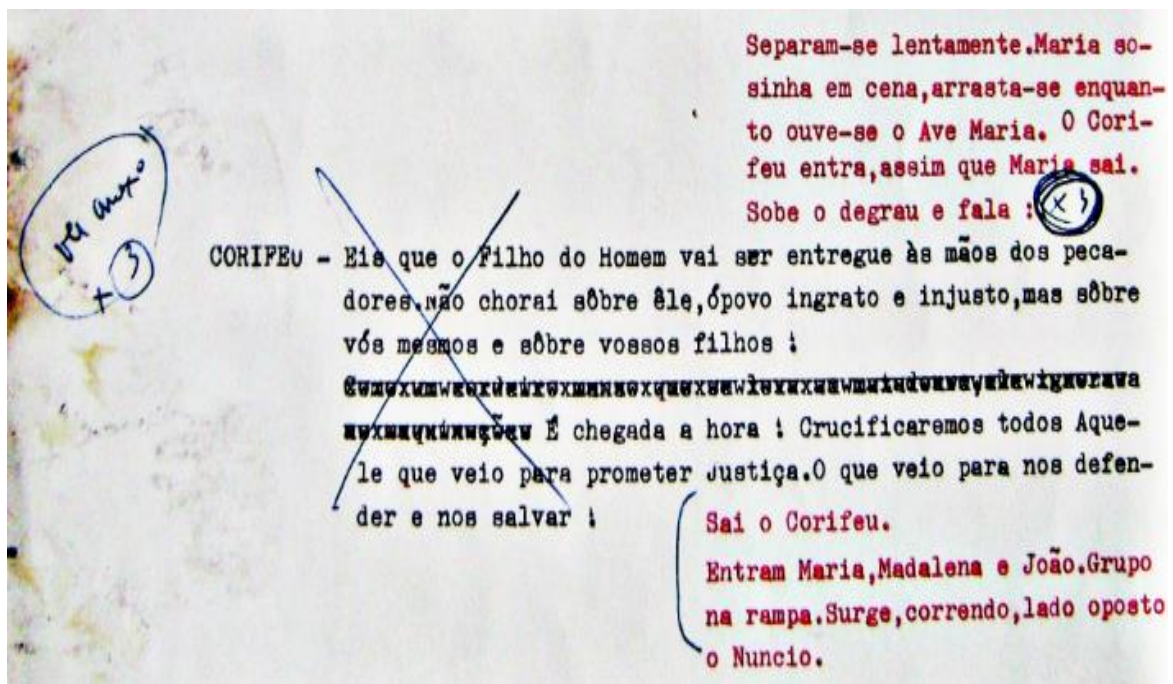 Separam-se lentamente.Maria so-
sinha em cena,arrasta-se enquan-
to ouve-se o Ave Maria. O Cori-
feu entra,assim que Maria sai.
Sobe o degrau e fala :
x 3
x 3
CORIFEU - Eis que o Filho do Homem vai ser entregue às mãos dos peca-
dores.não chorai sôbre êle,ópovo ingrato e injusto,mas sôbre
vós mesmos e sôbre vossos filhos !
É chegada a hora ! Crucificaremos todos Aque-
le que veio para prometer Justiça.O que veio para nos defen-
der e nos salvar !
Sai o Corifeu.
Entram Maria,Madalena e João.Grupo
na rampa.Surge,correndo,lado oposto
o Nuncio.